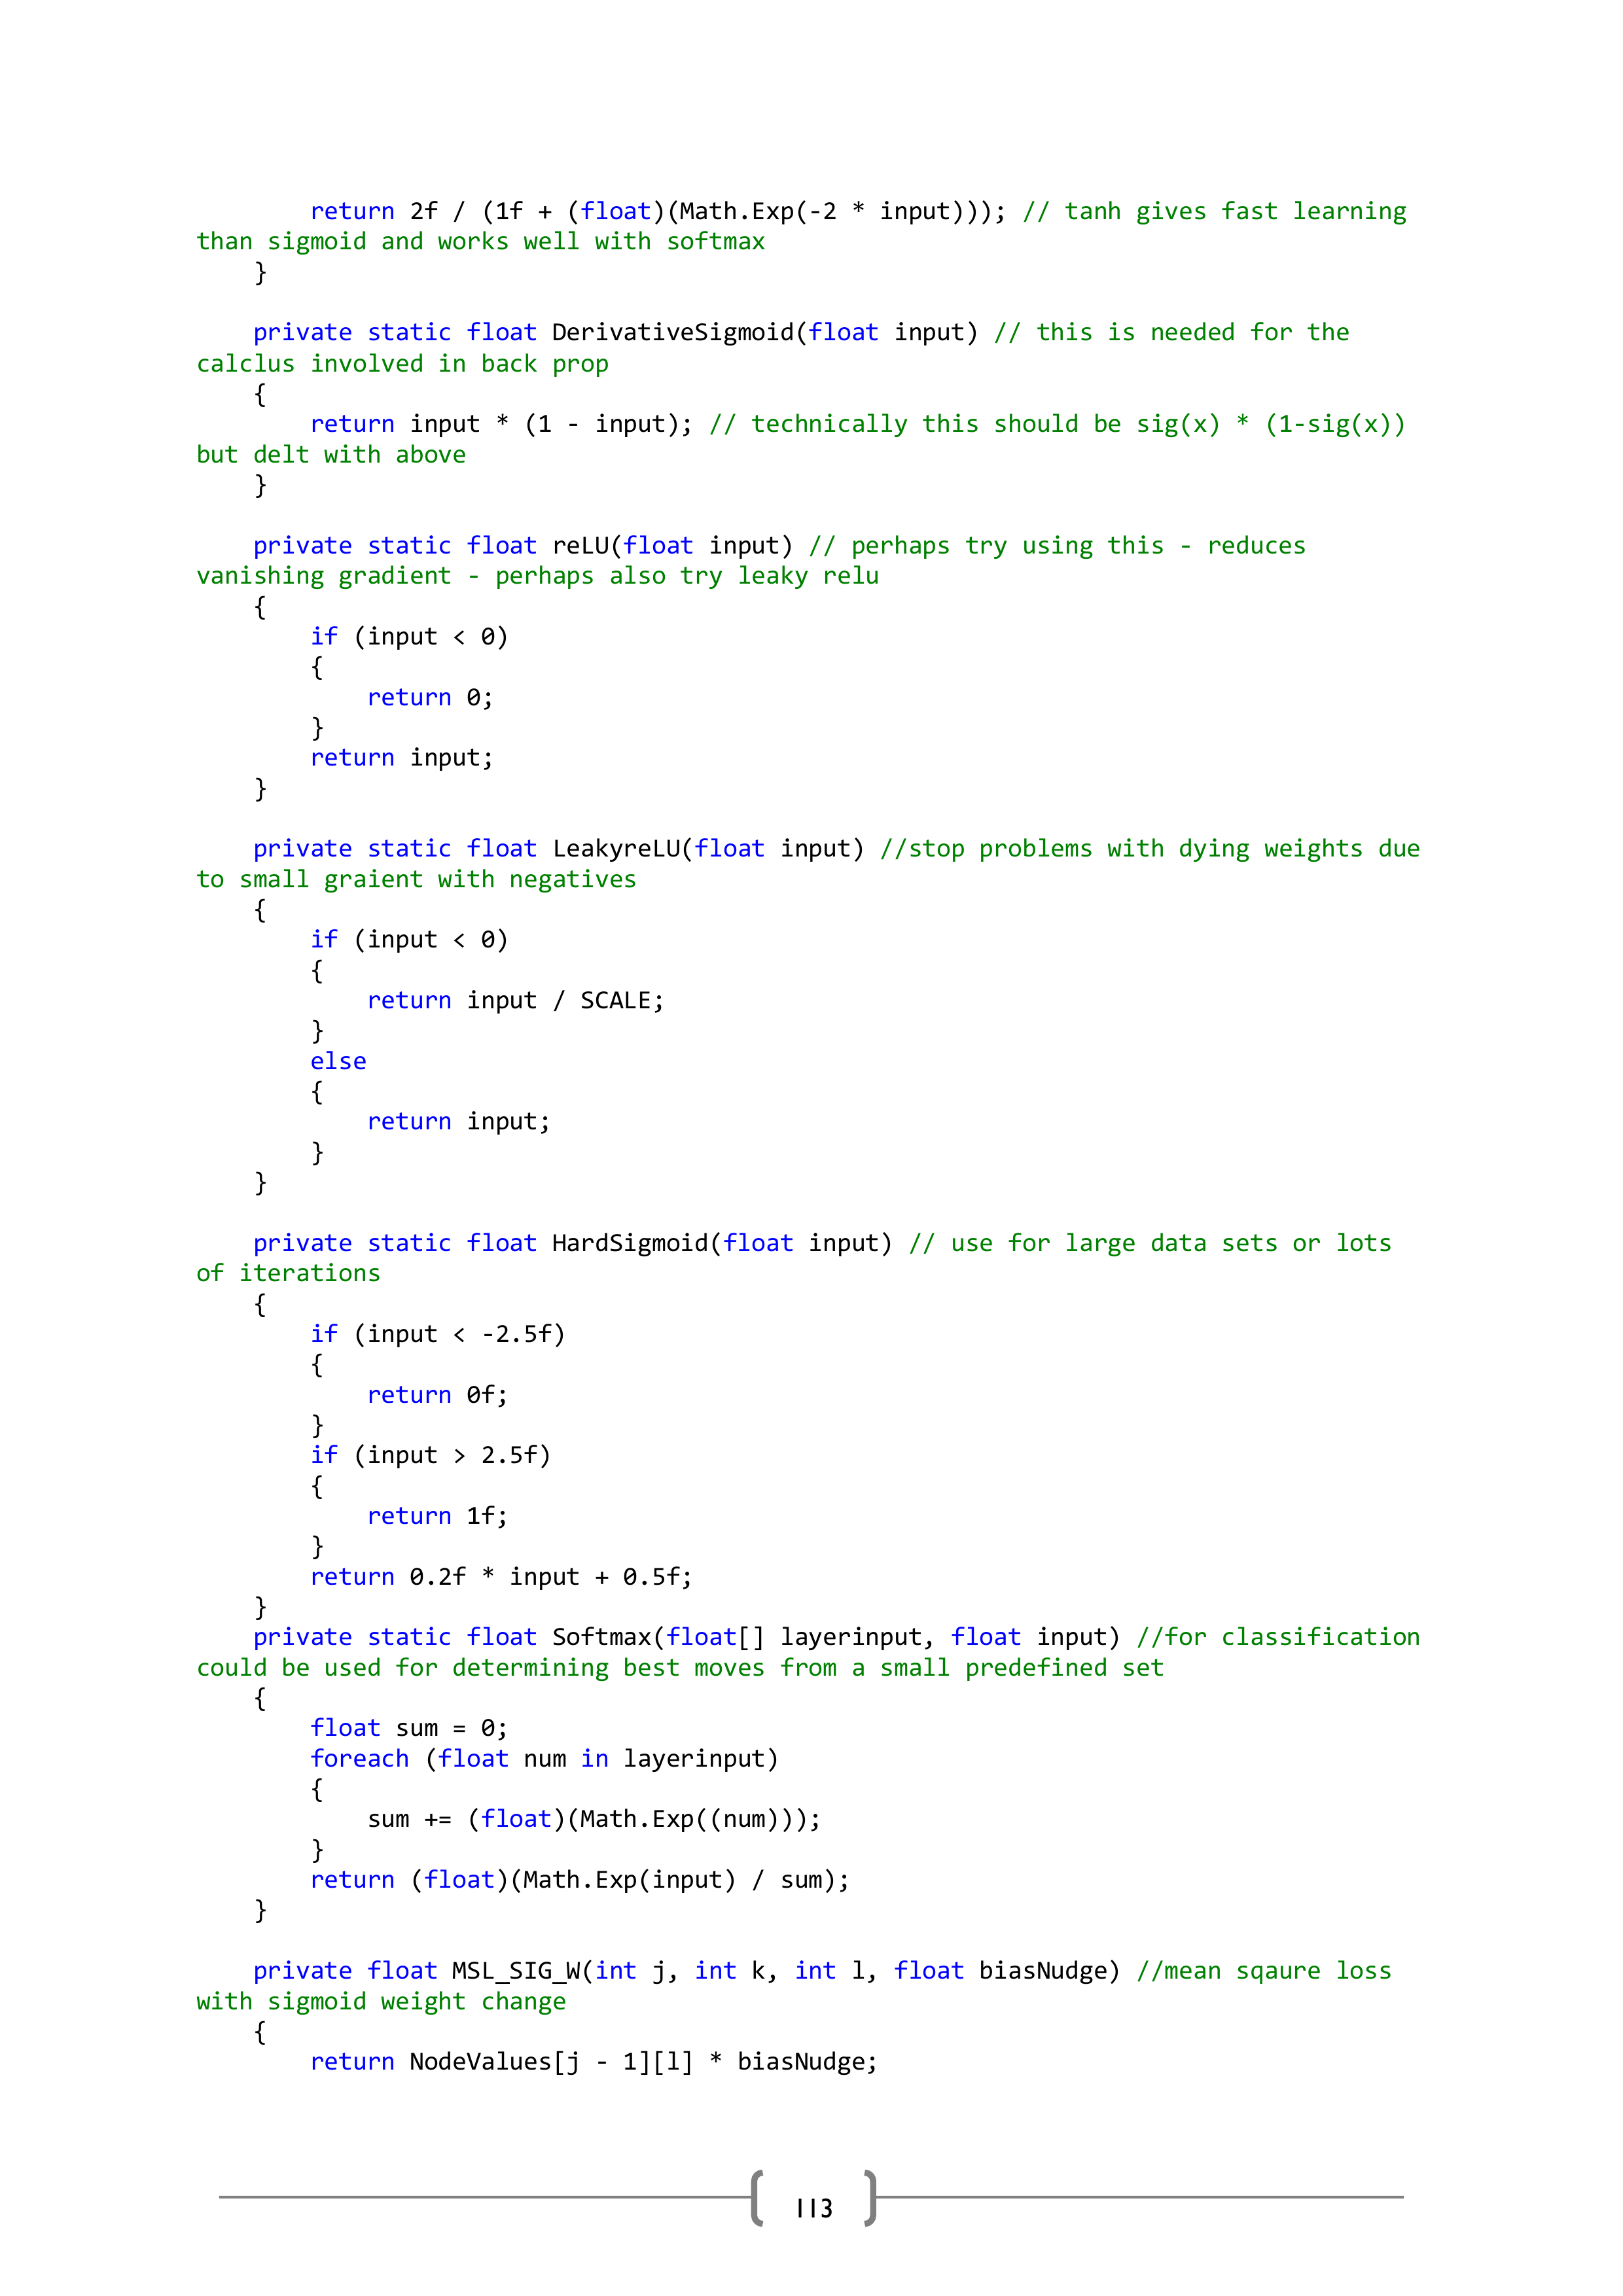 return 2f / (1f + (float)(Math.Exp(-2 * input))); // tanh gives fast learning
than sigmoid and works well with softmax
}
private static float DerivativeSigmoid(float input) // this is needed for the
calclus involved in back prop
{
return input * (1 - input); // technically this should be sig(x) * (1-sig(x))
but delt with above
}
private static float reLU(float input) // perhaps try using this - reduces
vanishing gradient - perhaps also try leaky relu
{
if (input < 0)
{
return 0;
}
return input;
}
private static float LeakyreLU(float input) //stop problems with dying weights due
to small graient with negatives
{
if (input < 0)
{
return input / SCALE;
}
else
{
return input;
}
}
private static float HardSigmoid(float input) // use for large data sets or lots
of iterations
{
if (input < -2.5f)
{
return 0f;
}
if (input > 2.5f)
{
return 1f;
}
return 0.2f * input + 0.5f;
}
private static float Softmax(float[] layerinput, float input) //for classification
could be used for determining best moves from a small predefined set
{
float sum = 0;
foreach (float num in layerinput)
{
sum += (float)(Math.Exp((num)));
}
return (float)(Math.Exp(input) / sum);
}
private float MSL_SIG_W(int j, int k, int l, float biasNudge) //mean sqaure loss
with sigmoid weight change
{
return NodeValues[j - 1][l] * biasNudge;
113